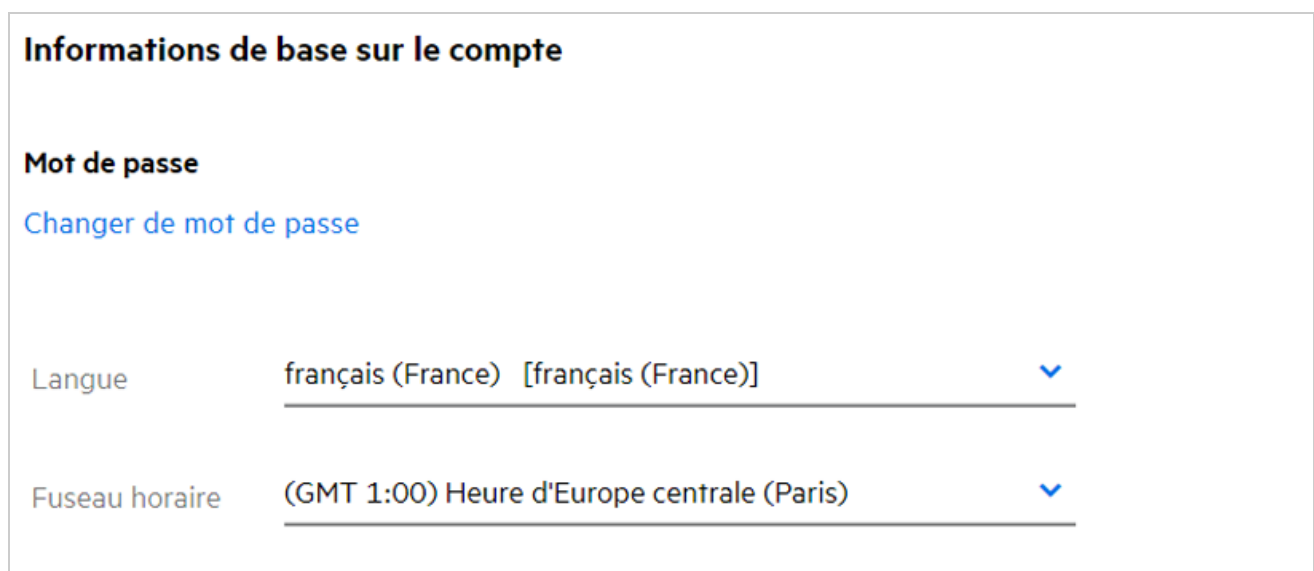 Informations de base sur le compte
Mot de passe
Changer de mot de passe
Langue français (France) [français (France)]
Fuseau horaire (GMT 1:00) Heure d'Europe centrale (Paris)